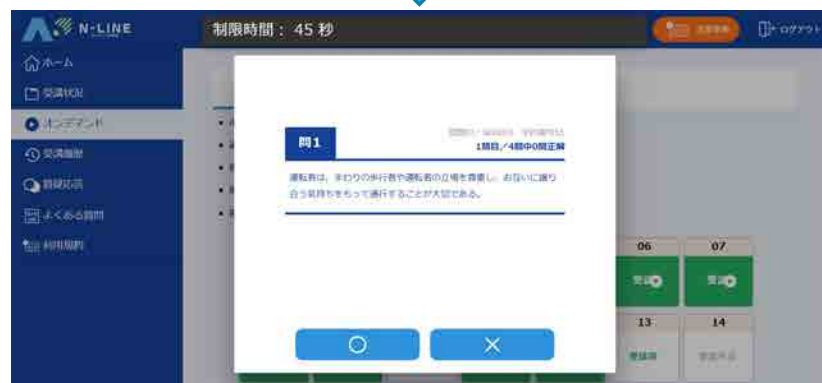 N-LINE
制限時間： 45 秒
ログアウト
ホーム
受講状況
オンデマンド
受講履歴
質疑応答
よくある質問
利用規約
問1
1問目／4問中0問正解
運転者は、まわりの歩行者や運転者の立場を尊重し、お互いに譲り
合う気持ちをもって通行することが大切である。
06
07
13
14
受講済